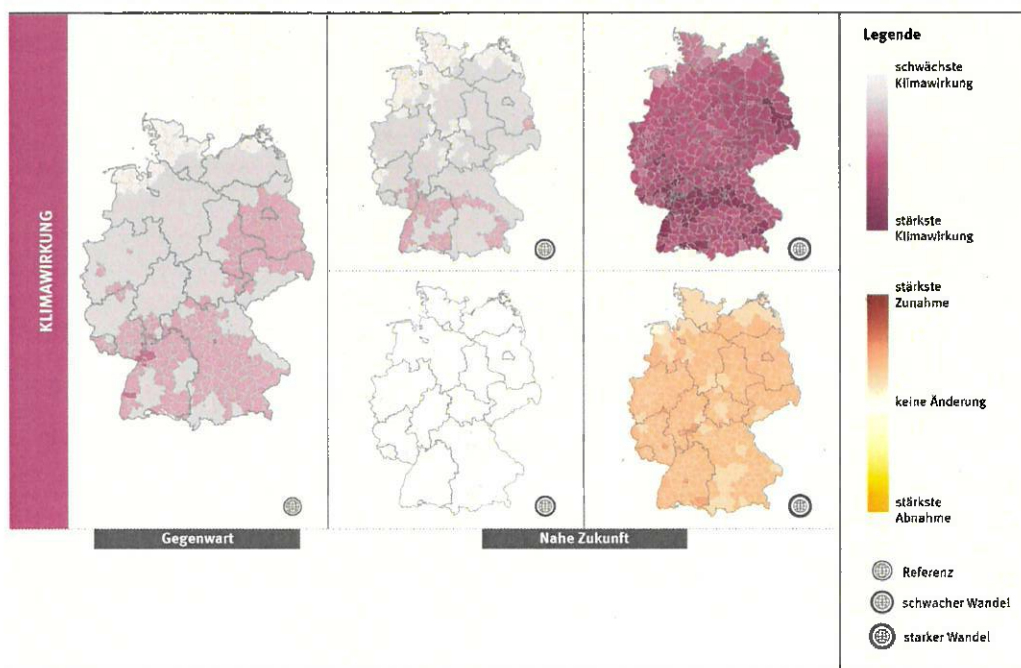 KLIMAWIRKUNG
Gegenwart
Nahe Zukunft
Legende
schwächste
Klimawirkung
stärkste
Klimawirkung
stärkste
Zunahme
keine Änderung
stärkste
Abnahme
Referenz
schwacher Wandel
starker Wandel